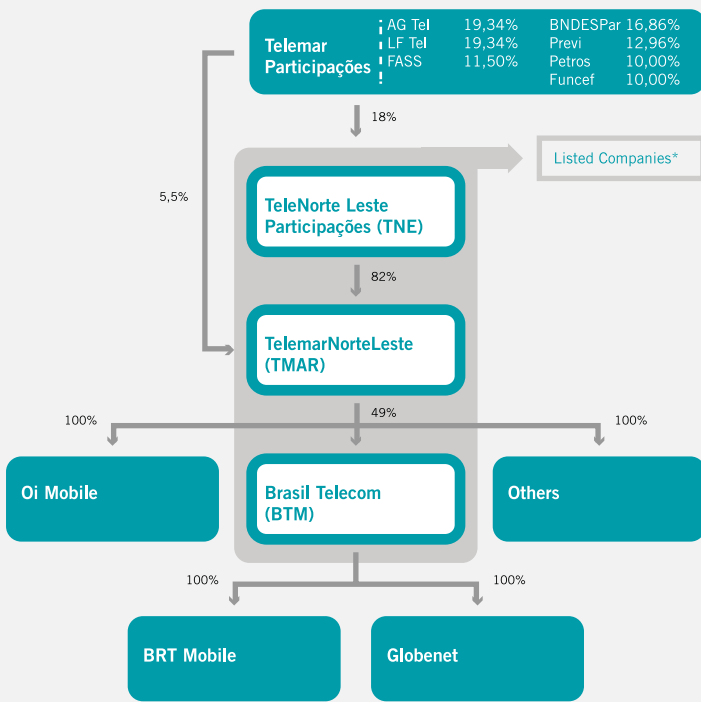 Telemar
Participações
AG Tel 19,34%
LF Tel 19,34%
FASS 11,50%
BNDESPar 16,86%
Previ 12,96%
Petros 10,00%
Funcef 10,00%
18%
Listed Companies*
5,5%
TeleNorte Leste
Participações (TNE)
82%
TelemarNorteLeste
(TMAR)
100%
49%
100%
Oi Mobile
Brasil Telecom
(BTM)
Others
100%
100%
BRT Mobile
Globenet